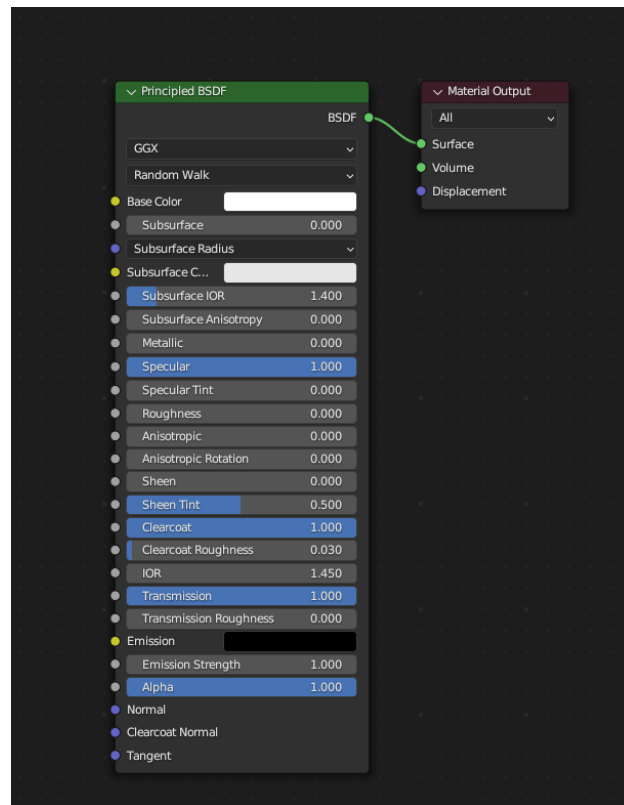 Principled BSDF
BSDF
GGX
Random Walk
Base Color
Subsurface 0.000
Subsurface Radius
Subsurface C...
Subsurface IOR 1.400
Subsurface Anisotropy 0.000
Metallic 0.000
Specular 1.000
Specular Tint 0.000
Roughness 0.000
Anisotropic 0.000
Anisotropic Rotation 0.000
Sheen 0.000
Sheen Tint 0.500
Clearcoat 1.000
Clearcoat Roughness 0.030
IOR 1.450
Transmission 1.000
Transmission Roughness 0.000
Emission
Emission Strength 1.000
Alpha 1.000
Normal
Clearcoat Normal
Tangent
Material Output
All
Surface
Volume
Displacement